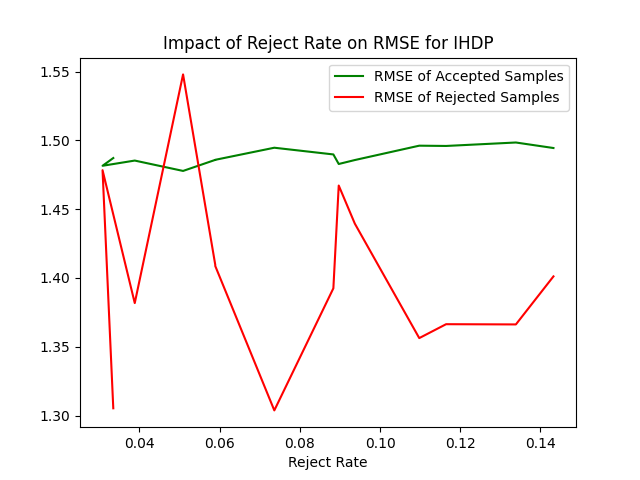 Impact of Reject Rate on RMSE for IHDP
RMSE of Accepted Samples
RMSE of Rejected Samples
1.55
1.50
1.45
1.40
1.35
1.30
0.04 0.06 0.08 0.10 0.12 0.14
Reject Rate